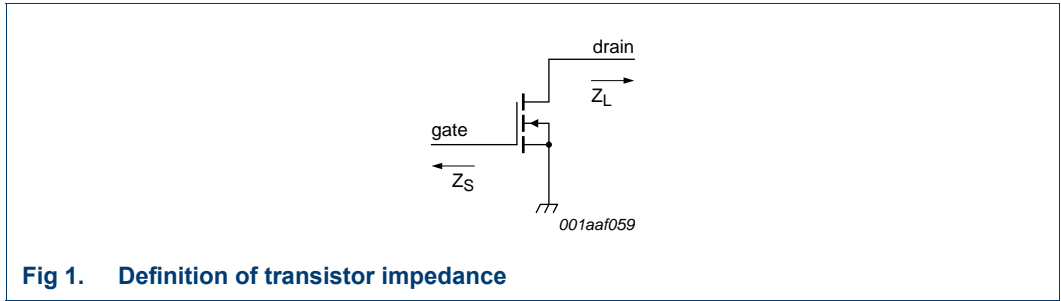 drain
Z_L
gate
Z_S
001aaf059
Fig 1. Definition of transistor impedance